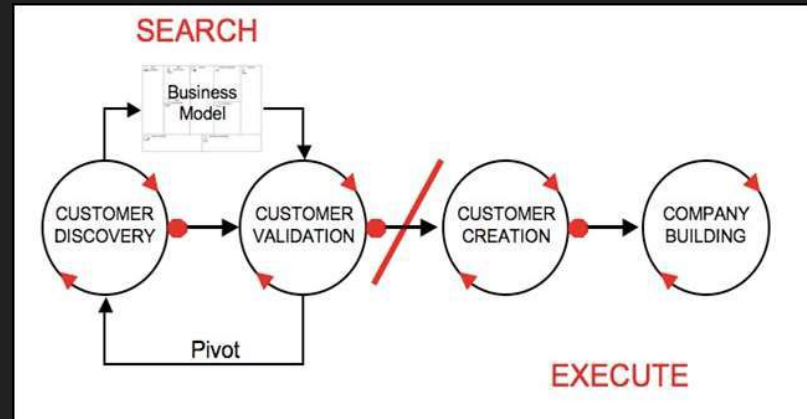 SEARCH
Business
Model
CUSTOMER
DISCOVERY
CUSTOMER
VALIDATION
CUSTOMER
CREATION
COMPANY
BUILDING
Pivot
EXECUTE